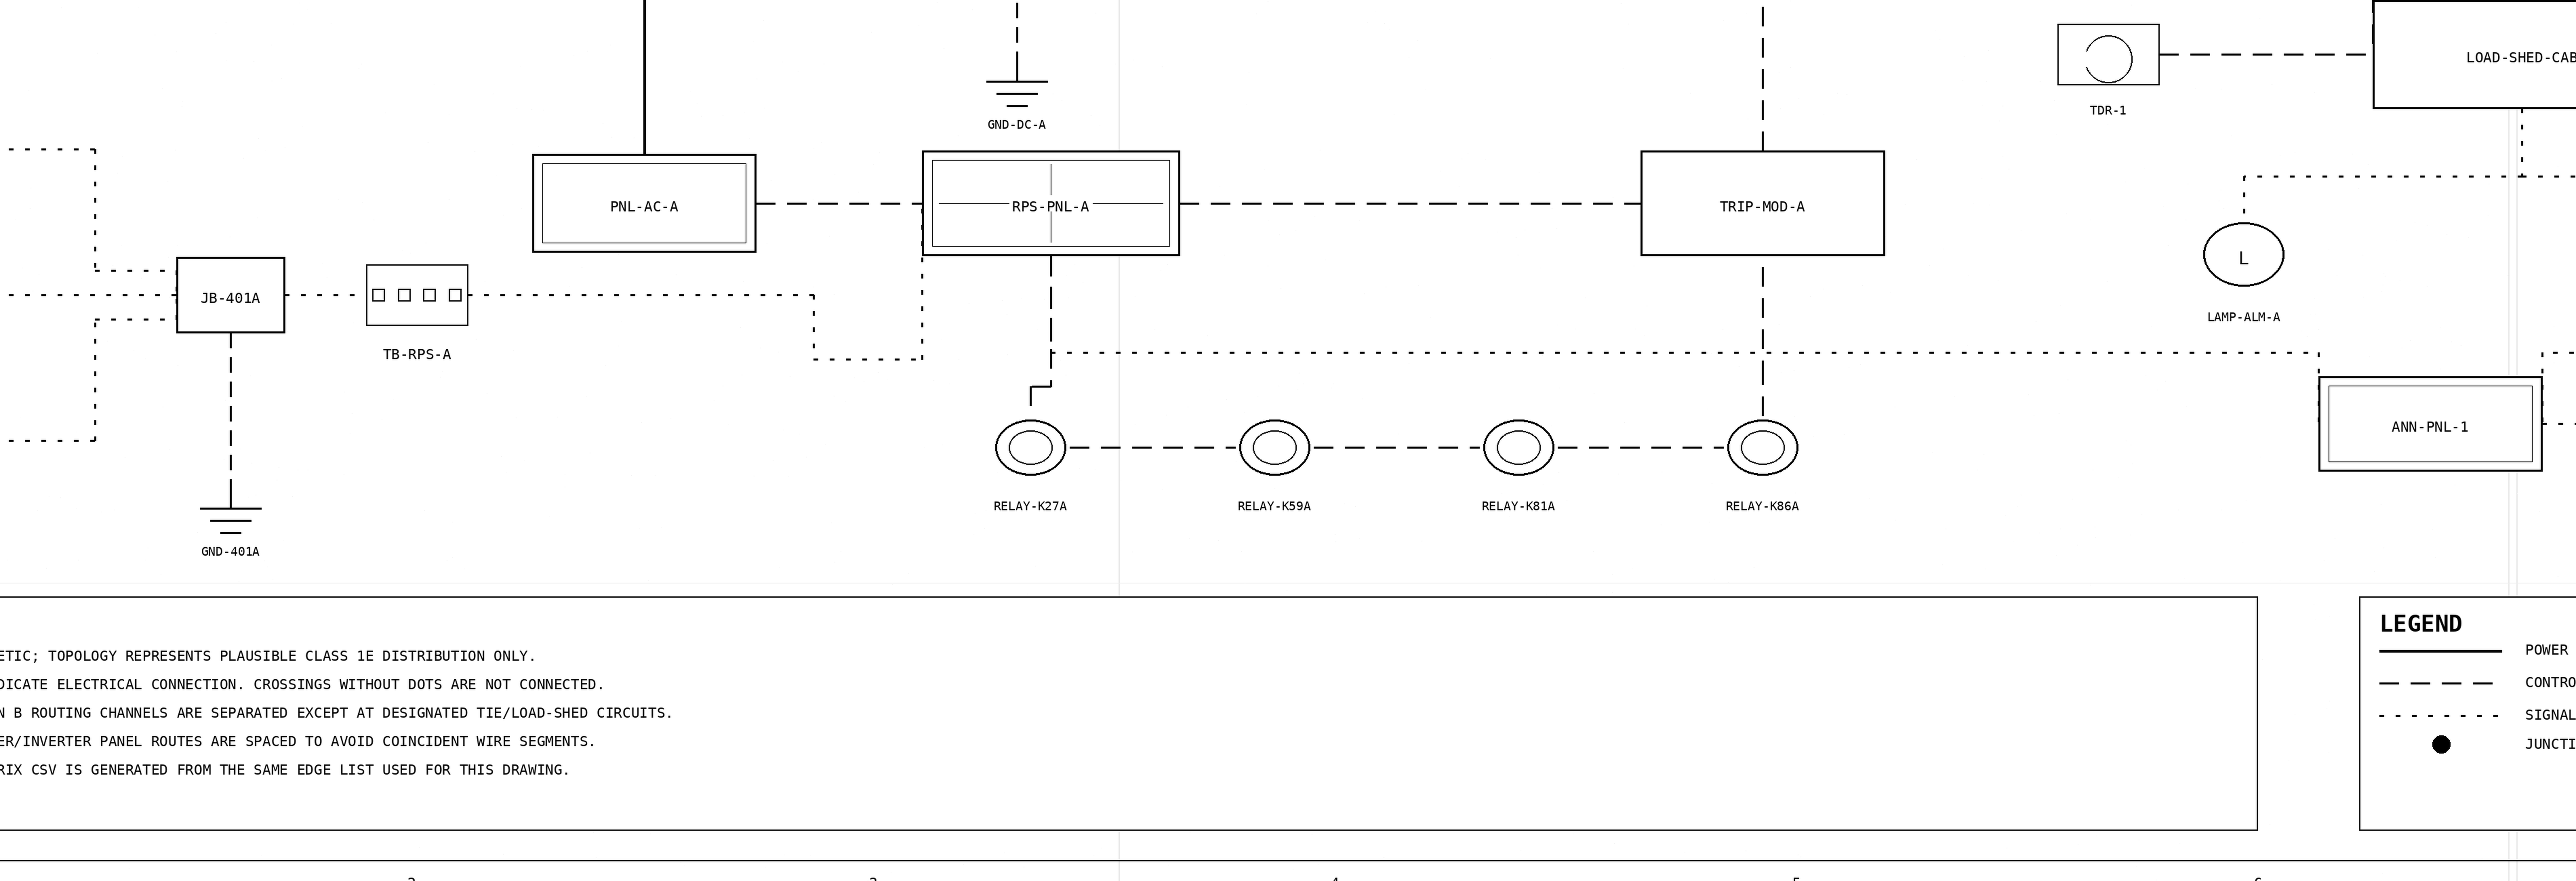 LOAD-SHED-CAB
TDR-1
GND-DC-A
PNL-AC-A
RPS-PNL-A
TRIP-MOD-A
L
JB-401A
LAMP-ALM-A
TB-RPS-A
ANN-PNL-1
RELAY-K27A
RELAY-K59A
RELAY-K81A
RELAY-K86A
GND-401A
ETIC; TOPOLOGY REPRESENTS PLAUSIBLE CLASS 1E DISTRIBUTION ONLY.
DICATE ELECTRICAL CONNECTION. CROSSINGS WITHOUT DOTS ARE NOT CONNECTED.
N B ROUTING CHANNELS ARE SEPARATED EXCEPT AT DESIGNATED TIE/LOAD-SHED CIRCUITS.
ER/INVERTER PANEL ROUTES ARE SPACED TO AVOID COINCIDENT WIRE SEGMENTS.
RIX CSV IS GENERATED FROM THE SAME EDGE LIST USED FOR THIS DRAWING.
LEGEND
POWER
CONTRO
SIGNAL
JUNCTI